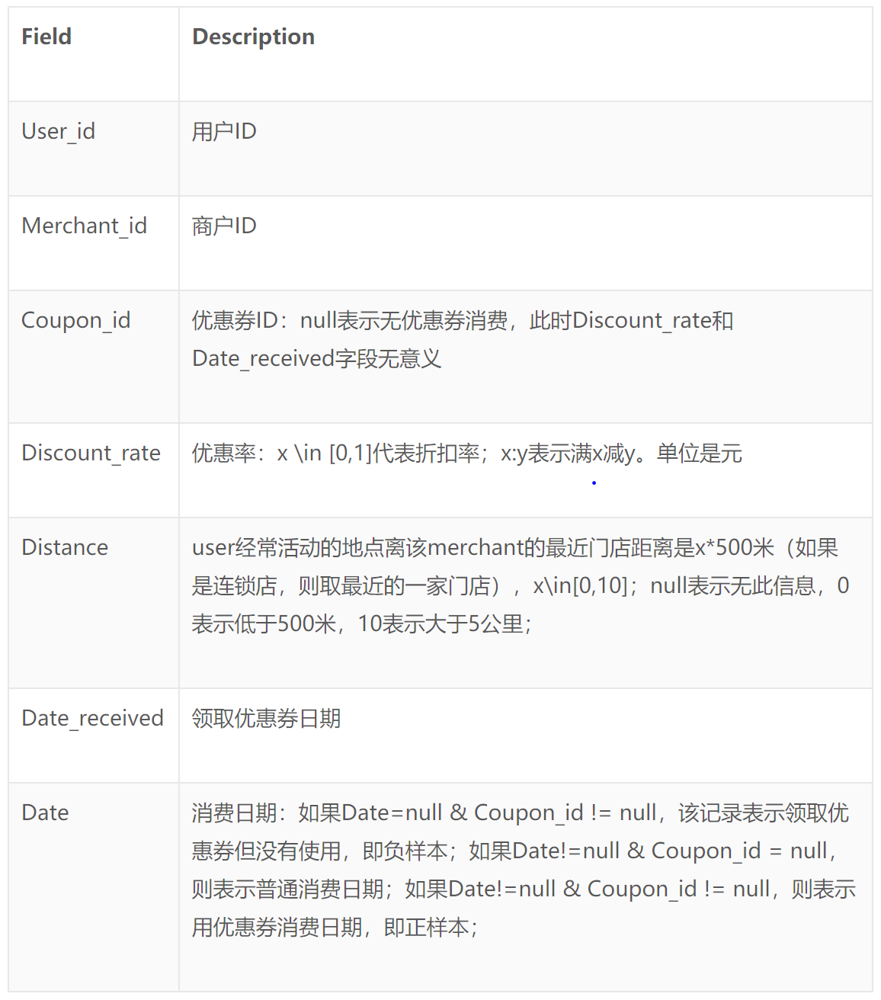 Field
Description
User_id
用户ID
Merchant_id
商户ID
Coupon_id
优惠券ID：null表示无优惠券消费，此时Discount_rate和
Date_received字段无意义
Discount_rate
优惠率：x \in [0,1]代表折扣率；x:y表示满x减y。单位是元
Distance
user经常活动的地点离该merchant的最近门店距离是x*500米（如果
是连锁店，则取最近的一家门店），x\in[0,10]；null表示无此信息，0
表示低于500米，10表示大于5公里；
Date_received
领取优惠券日期
Date
消费日期：如果Date=null & Coupon_id != null，该记录表示领取优
惠券但没有使用，即负样本；如果Date!=null & Coupon_id = null，
则表示普通消费日期；如果Date!=null & Coupon_id != null，则表示
用优惠券消费日期，即正样本；